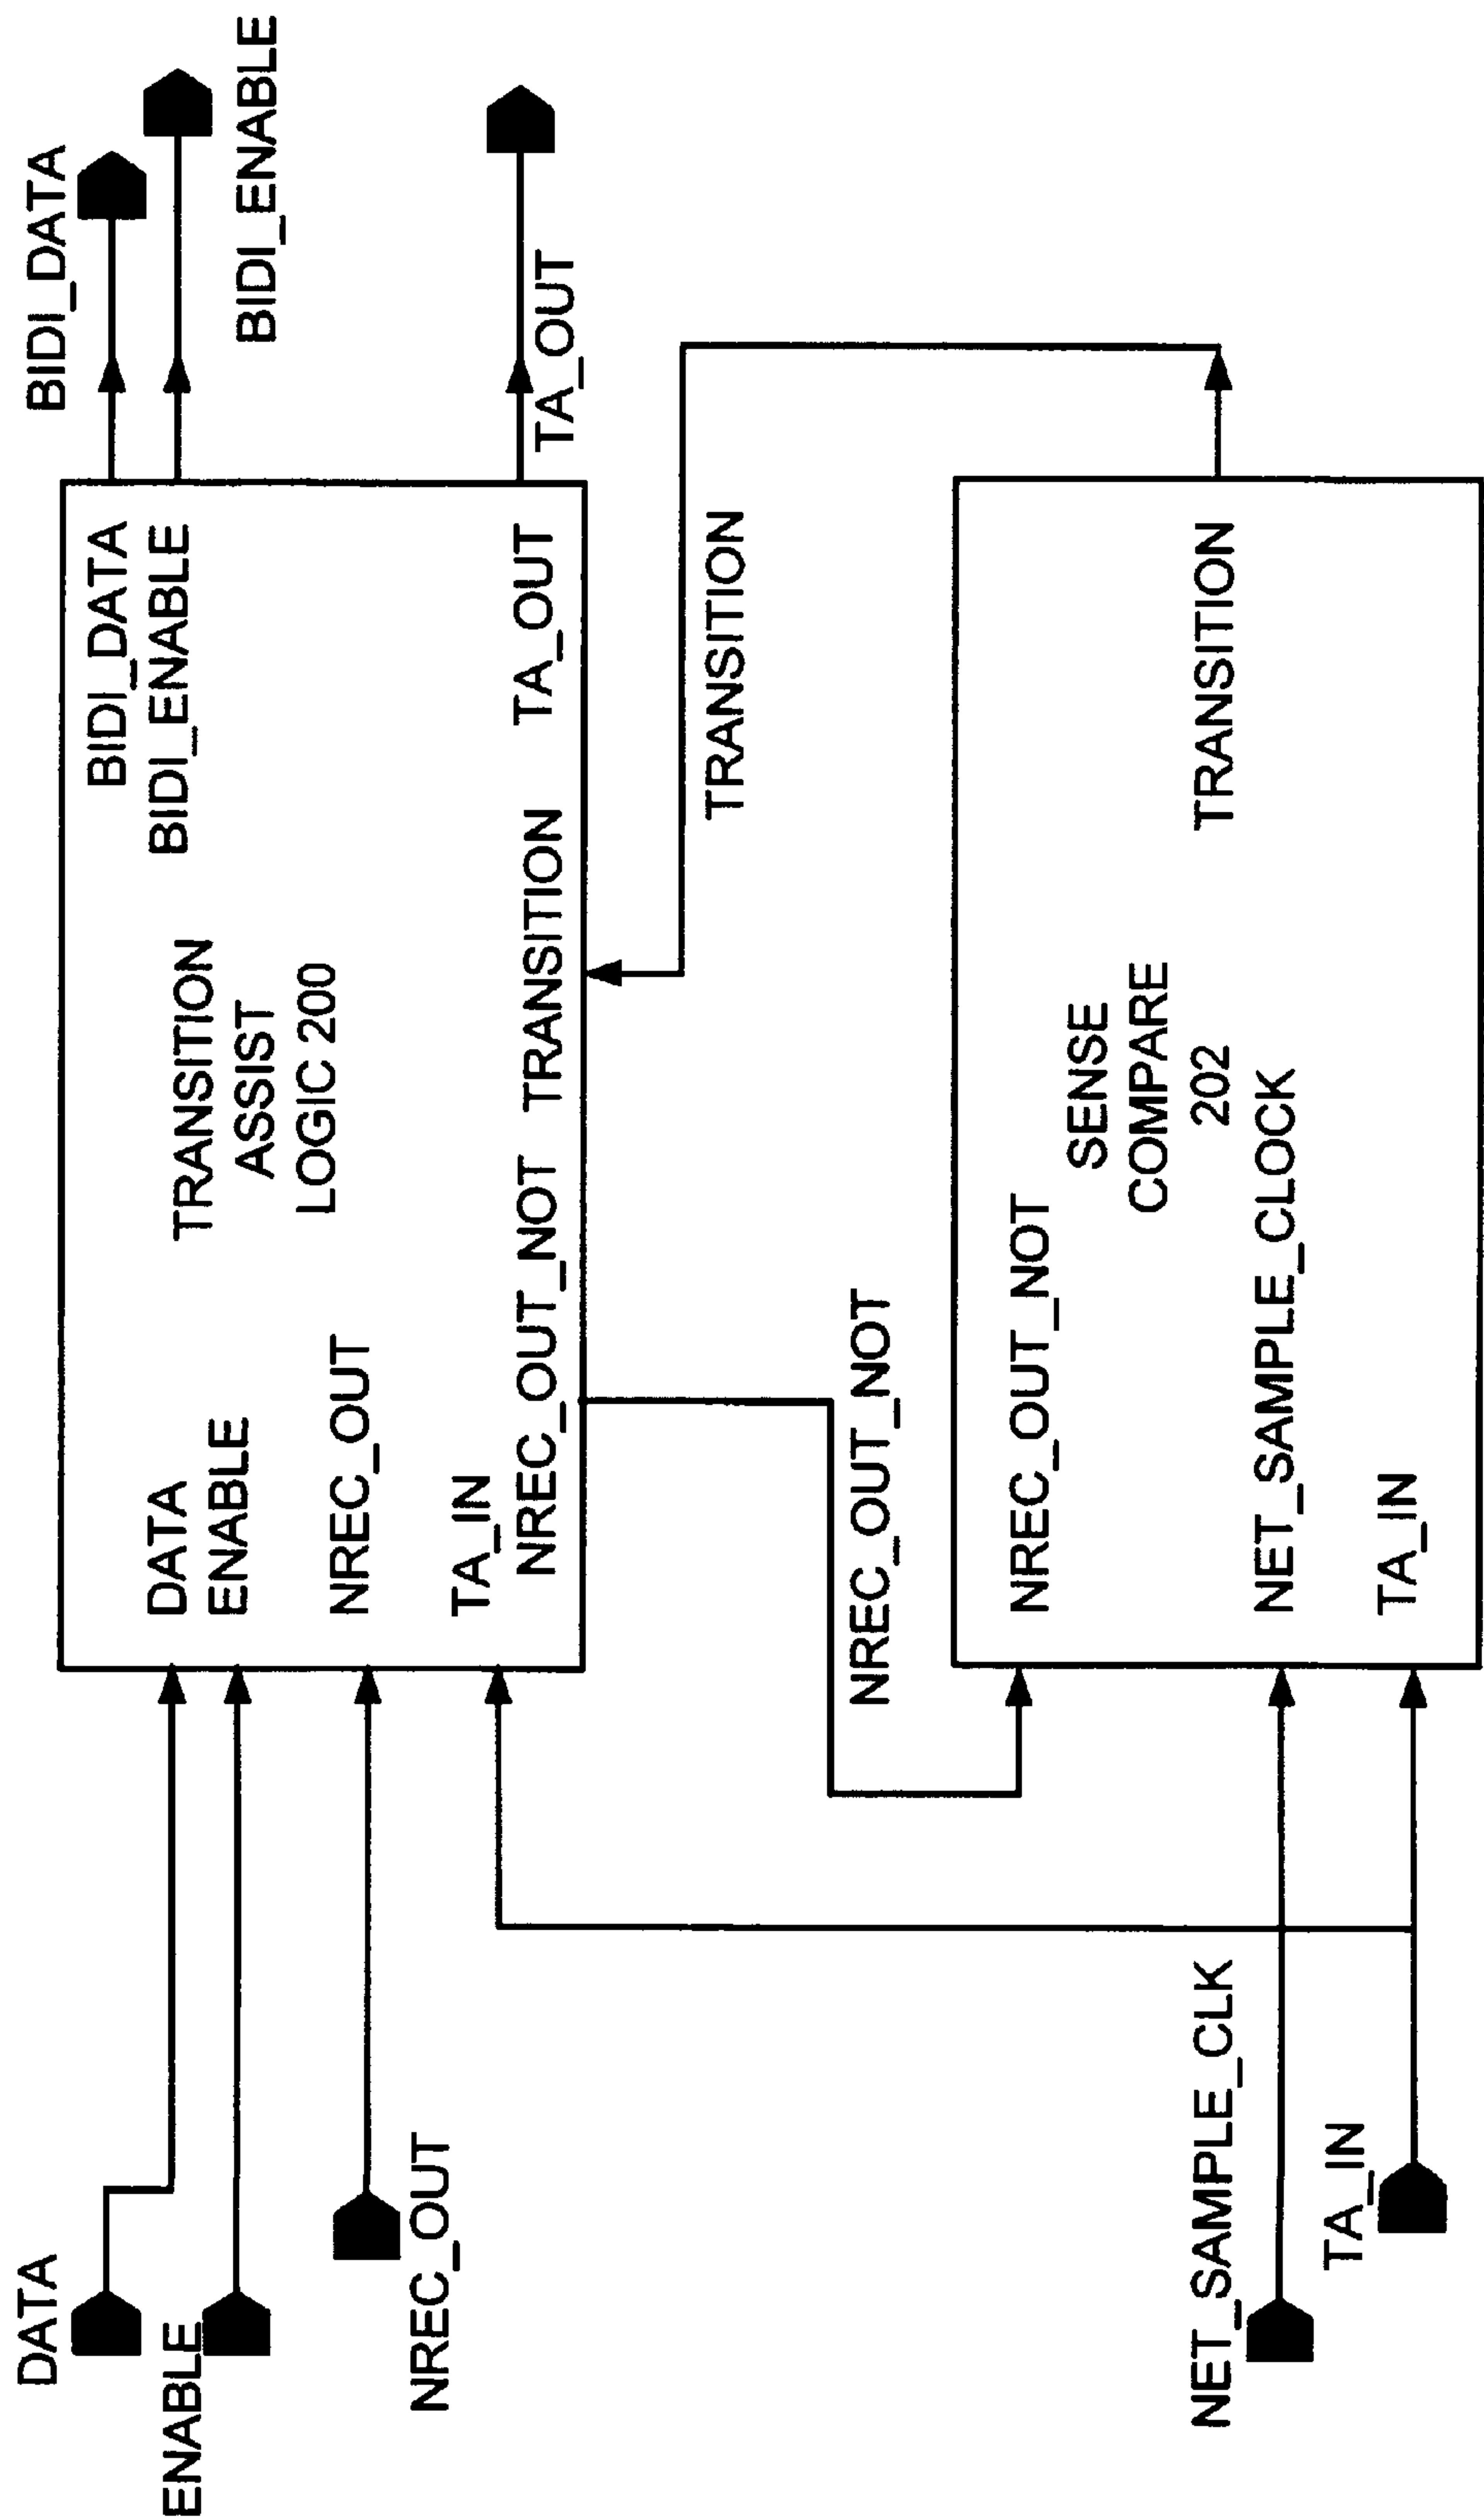 DATA
ENABLE
NREC_OUT
NET_SAMPLE_CLK
TA_IN
DATA
ENABLE
NREC_OUT
TA_IN
NREC_OUT_NOT
TRANSITION
ASSIST
LOGIC 200
TRANSITION
BIDI_DATA
BIDI_ENABLE
TA_OUT
BIDI_DATA
BIDI_ENABLE
TA_OUT
NREC_OUT_NOT
TRANSITION
NREC_OUT_NOT
SENSE
COMPARE
202
NET_SAMPLE_CLOCK
TA_IN
TRANSITION